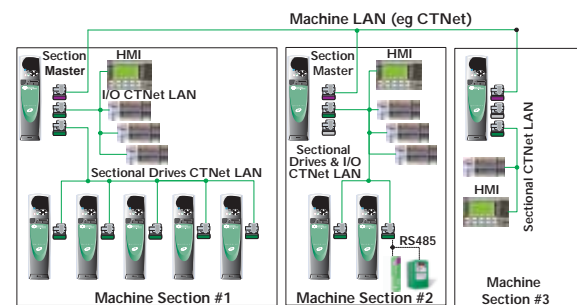 Machine LAN (eg CTNet)
Section
Master
HMI
I/O CTNet LAN
Sectional Drives CTNet LAN
Machine Section #1
Section
Master
HMI
Sectional
Drives & I/O
CTNet LAN
RS485
Machine Section #2
Sectional CTNet LAN
HMI
Machine
Section #3